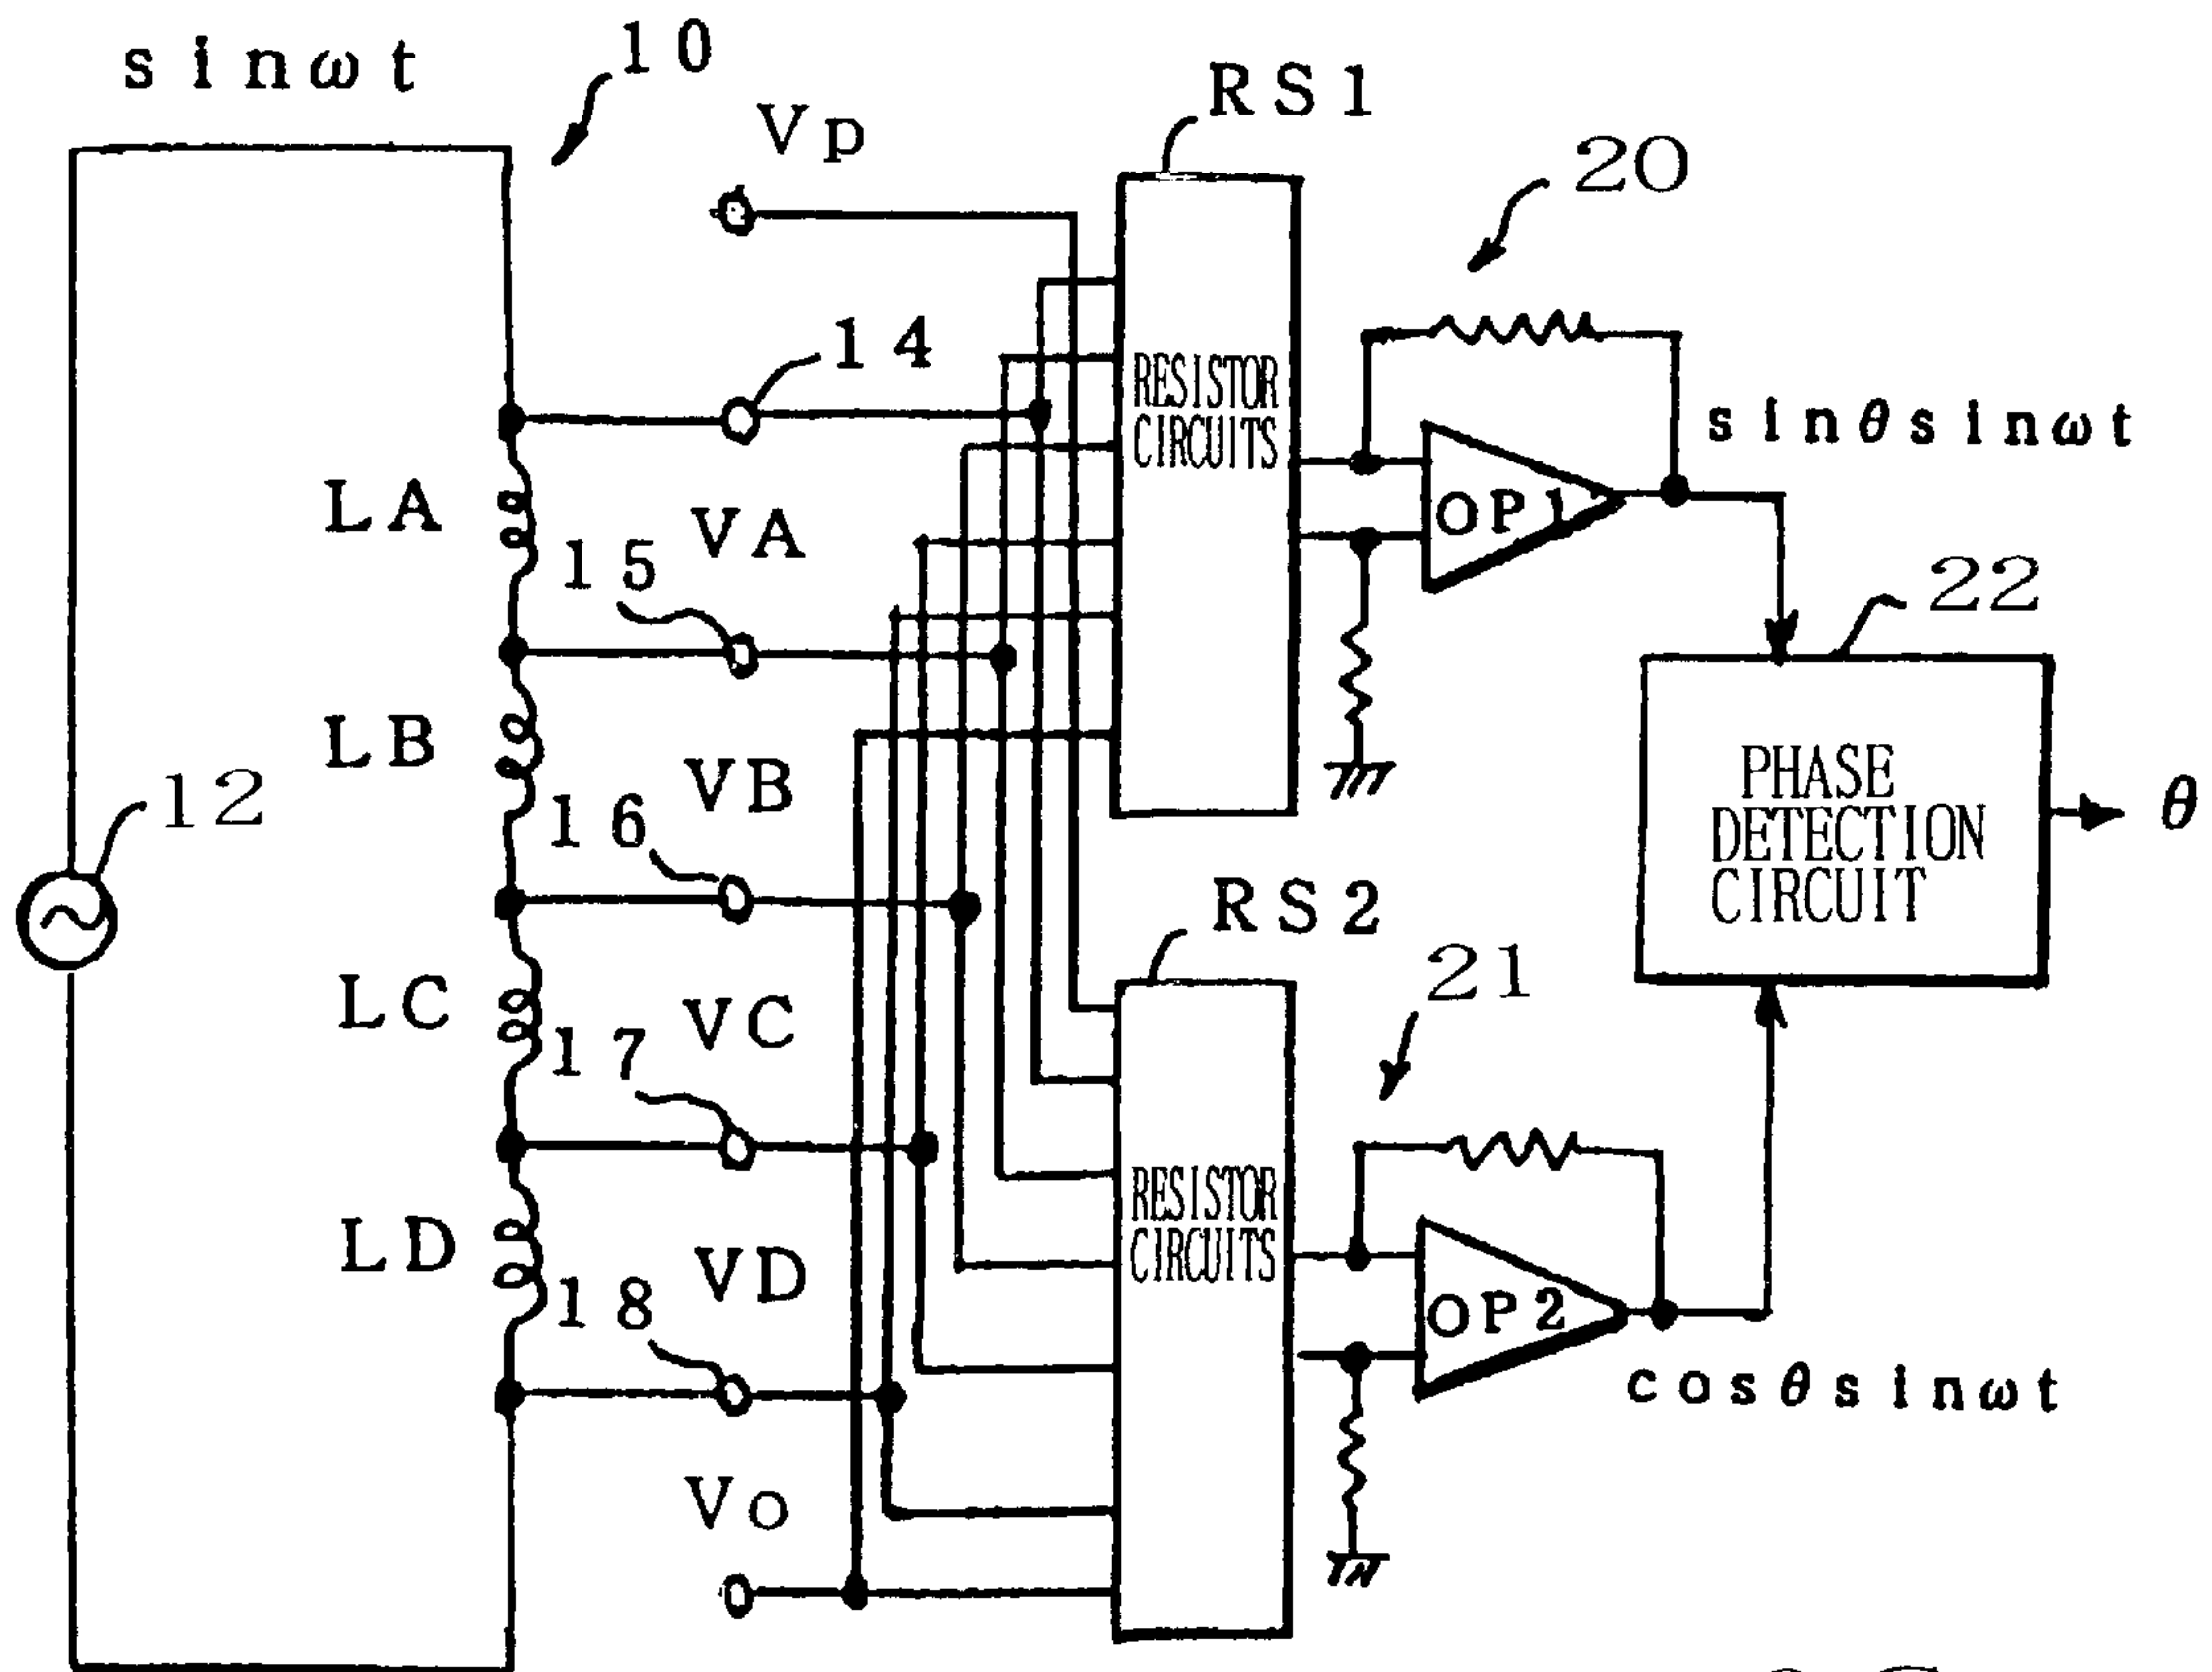 sinωt
10
Vp
RS1
20
14
RESISTOR
CIRCUITS
sinθsinωt
LA
VA
OP1
15
22
LB
VB
PHASE
DETECTION
CIRCUIT
θ
12
16
RS2
21
LC
VC
17
RESISTOR
CIRCUITS
LD
VD
OP2
18
cosθsinωt
Vo